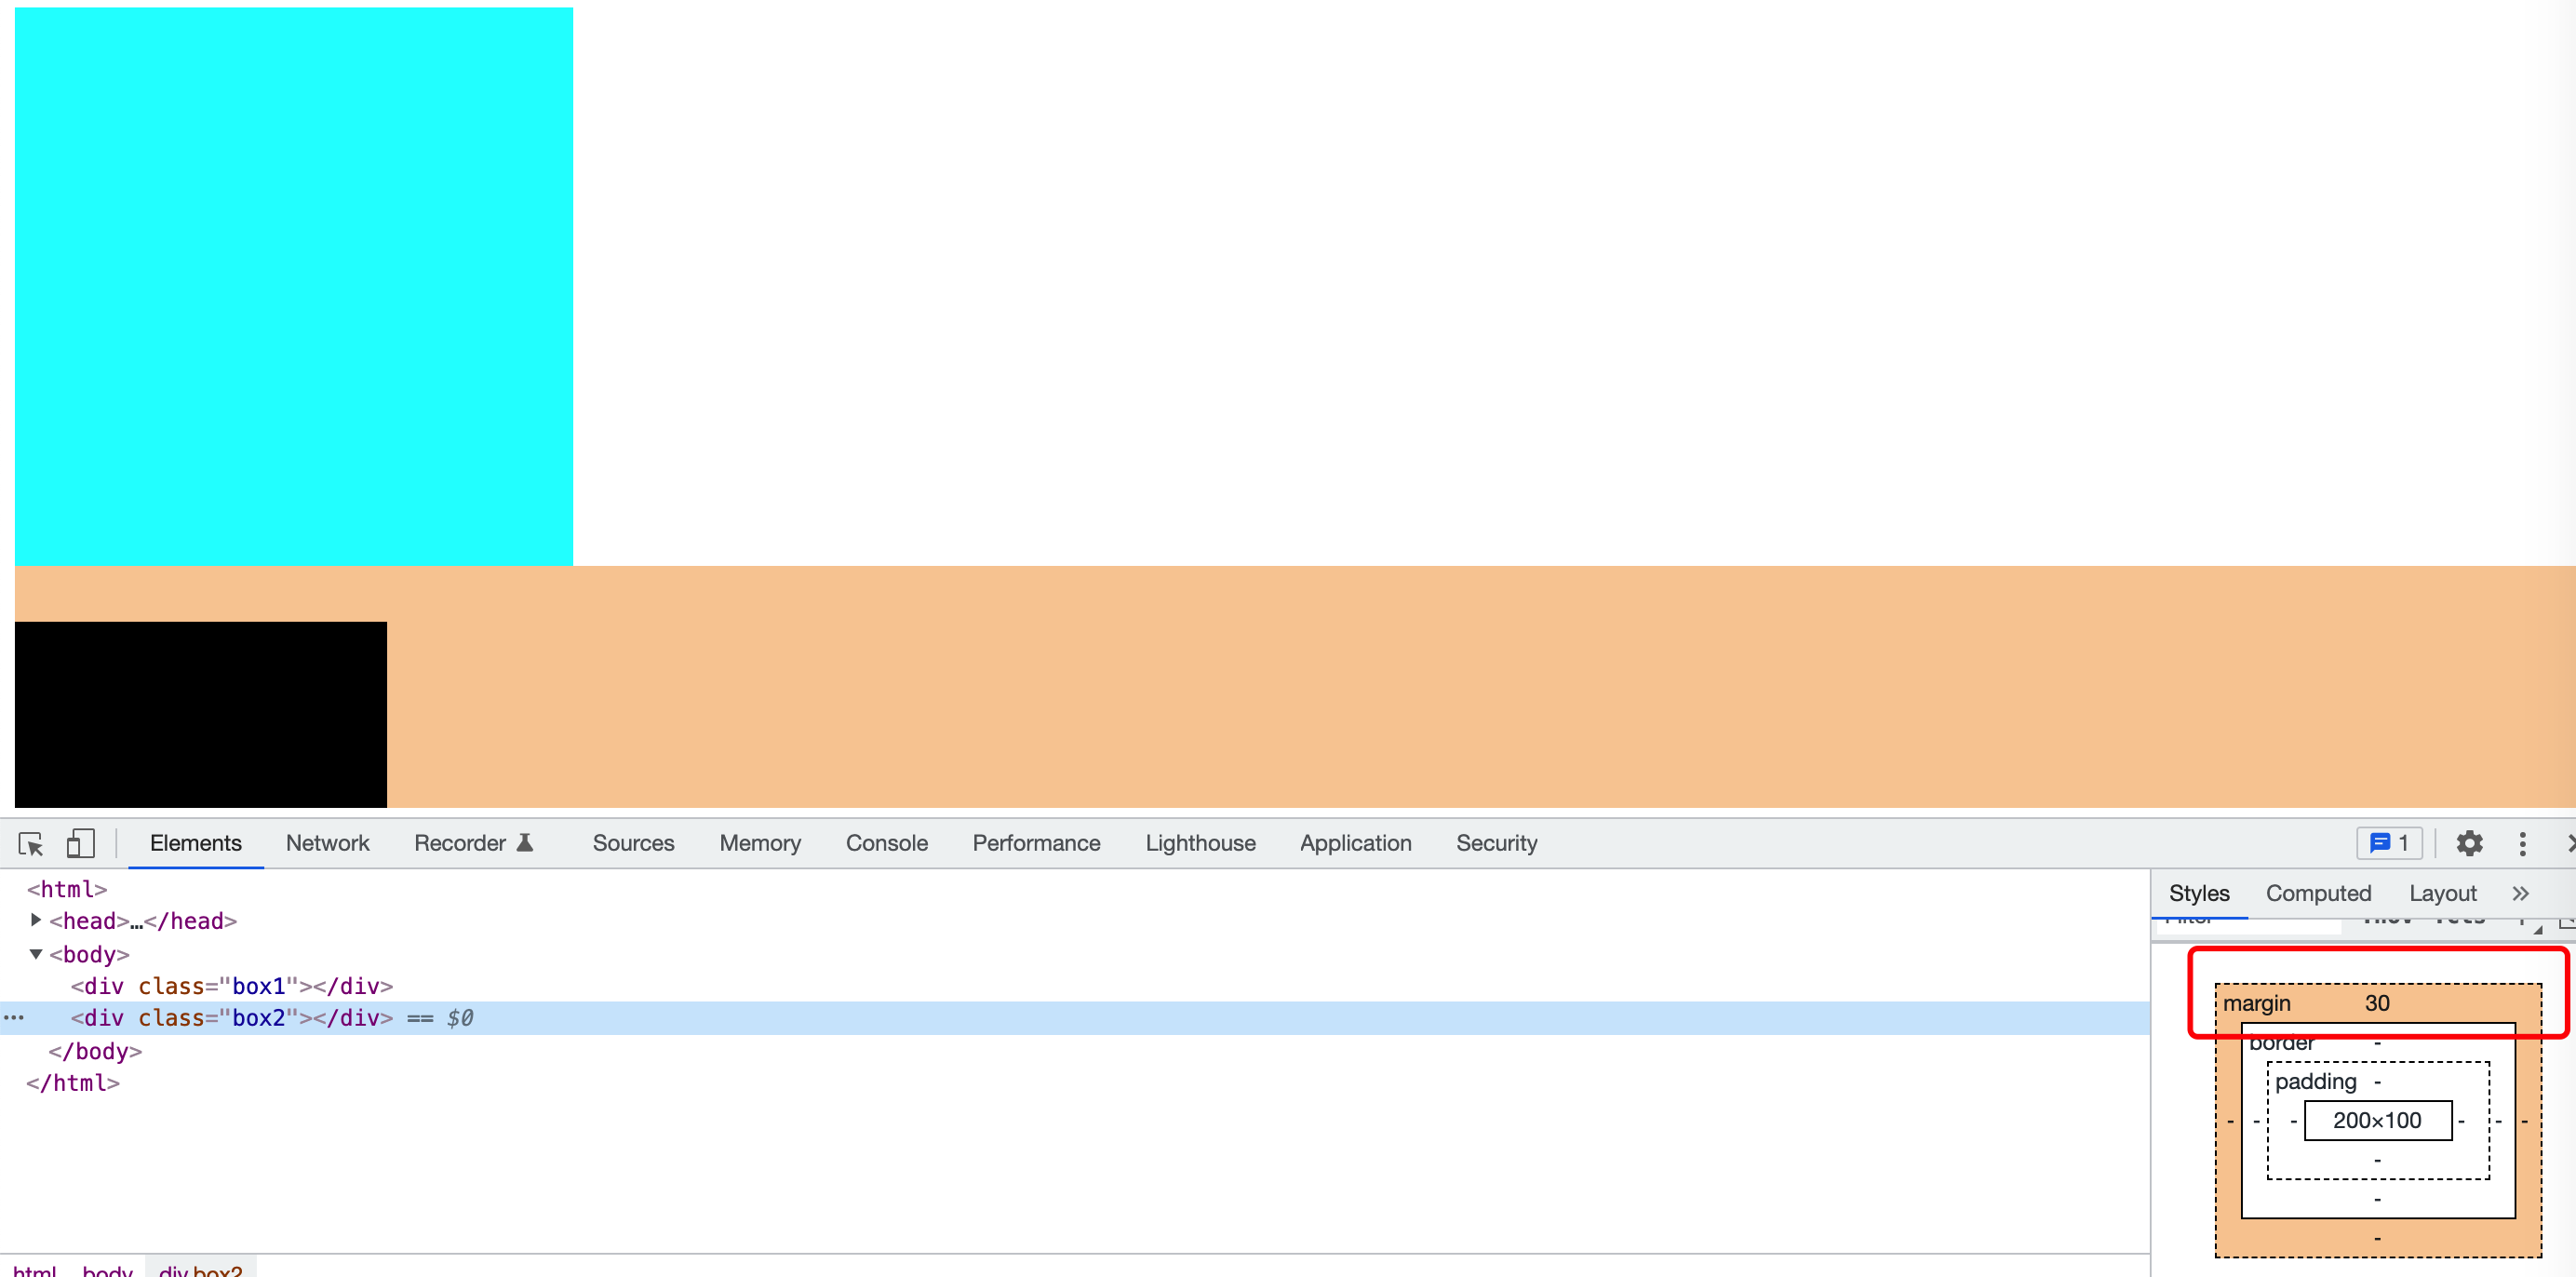 Elements Network Recorder Sources Memory Console Performance Lighthouse Application Security 1
<html>
<head>…</head>
<body>
<div class="box1"></div>
<div class="box2"></div> == $0
</body>
</html>
html body div.box2
Styles Computed Layout »
margin 30
border -
padding -
- - - 200×100 - - -
-
-
-